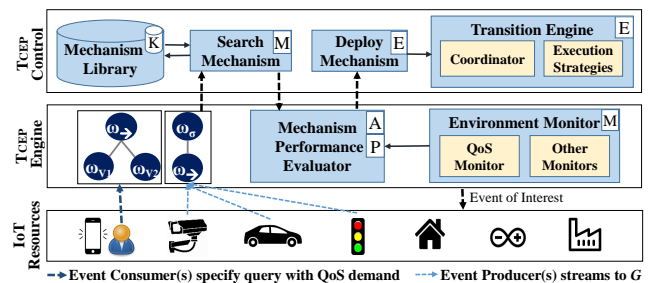 TCEP Control
Mechanism Library
K
Search Mechanism
M
Deploy Mechanism
E
Transition Engine
E
Coordinator
Execution Strategies
TCEP Engine
ω→
ωV1
ωV2
ωσ
ω→
Mechanism Performance Evaluator
A
P
Environment Monitor
M
QoS Monitor
Other Monitors
Event of Interest
IoT Resources
Event Consumer(s) specify query with QoS demand
Event Producer(s) streams to G